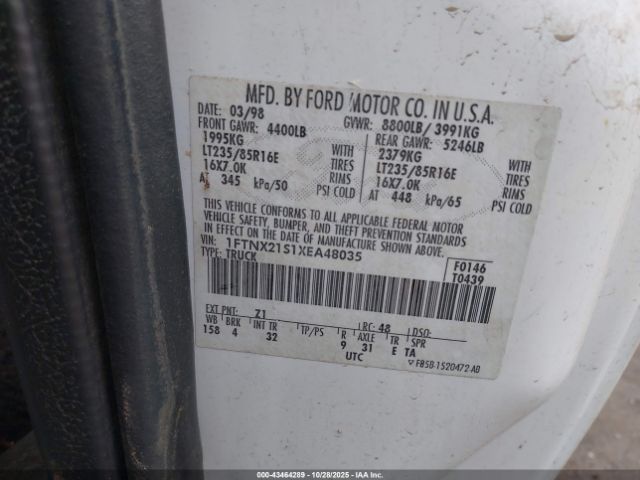 MFD. BY FORD MOTOR CO. IN U.S.A.
DATE: 03/98 GVWR: 8800LB/ 3991KG
FRONT GAWR: 4400LB REAR GAWR: 5246LB
1995KG WITH 2379KG WITH
LT235/85R16E TIRES LT235/85R16E TIRES
16X7.0K RIMS 16X7.0K RIMS
AT 345 kPa/50 PSI COLD AT 448 kPa/65 PSI COLD
THIS VEHICLE CONFORMS TO ALL APPLICABLE FEDERAL MOTOR
VEHICLE SAFETY, BUMPER, AND THEFT PREVENTION STANDARDS
IN EFFECT ON THE DATE OF MANUFACTURE SHOWN ABOVE.
VIN: 1FTNX21S1XEA48035
TYPE: TRUCK F0146
T0439
EXT PNT: Z1 RC: 48 DSO:
WB BRK INT TR TP/PS R AXLE TR SPR
158 4 32 9 31 E TA
UTC F85B-1520472-AB
000-43464289 - 10/28/2025 - IAAI.com